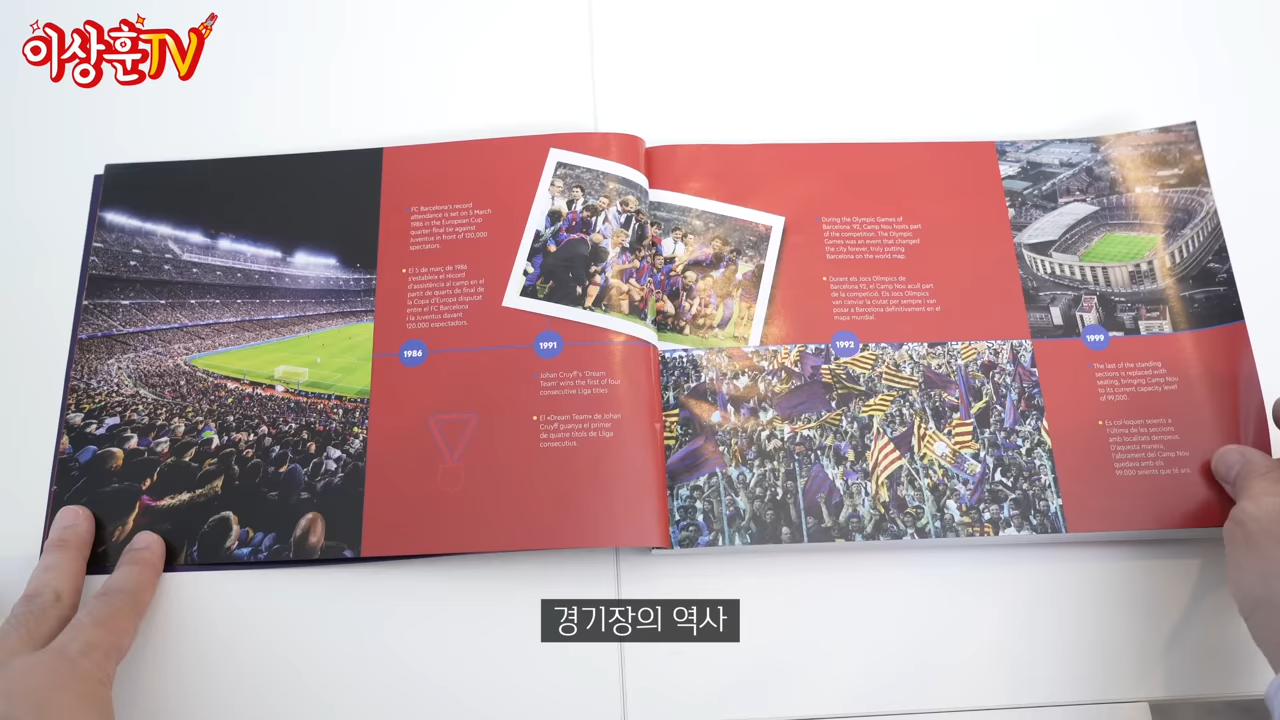 이상훈TV
FC Barcelona's record
attendance is set on 5 March
1986 in the European Cup
quarter-final tie against
Juventus in front of 120,000
spectators.
El 5 de març de 1986
s'estableix el rècord
d'assistència al camp en el
partit de quarts de final de
la Copa d'Europa disputat
entre el FC Barcelona
i la Juventus davant
120.000 espectadors.
1986
1991
Johan Cruyff's 'Dream
Team' wins the first of four
consecutive Liga titles
El «Dream Team» de Johan
Cruyff guanya el primer
de quatre títols de Lliga
consecutius.
During the Olympic Games of
Barcelona '92, Camp Nou hosts part
of the competition. The Olympic
Games was an event that changed
the city forever, truly putting
Barcelona on the world map.
Durant els Jocs Olímpics de
Barcelona 92, el Camp Nou acull part
de la competició. Els Jocs Olímpics
van canviar la ciutat per sempre i van
posar a Barcelona definitivament en el
mapa mundial.
1992
1999
The last of the standing
sections is replaced with
seating, bringing Camp Nou
to its current capacity level
of 99,000.
Es col·loquen seients a
l'última de les seccions
amb localitats dempeus.
D'aquesta manera,
l'aforament del Camp Nou
quedava amb els
99.000 seients que té ara.
경기장의 역사